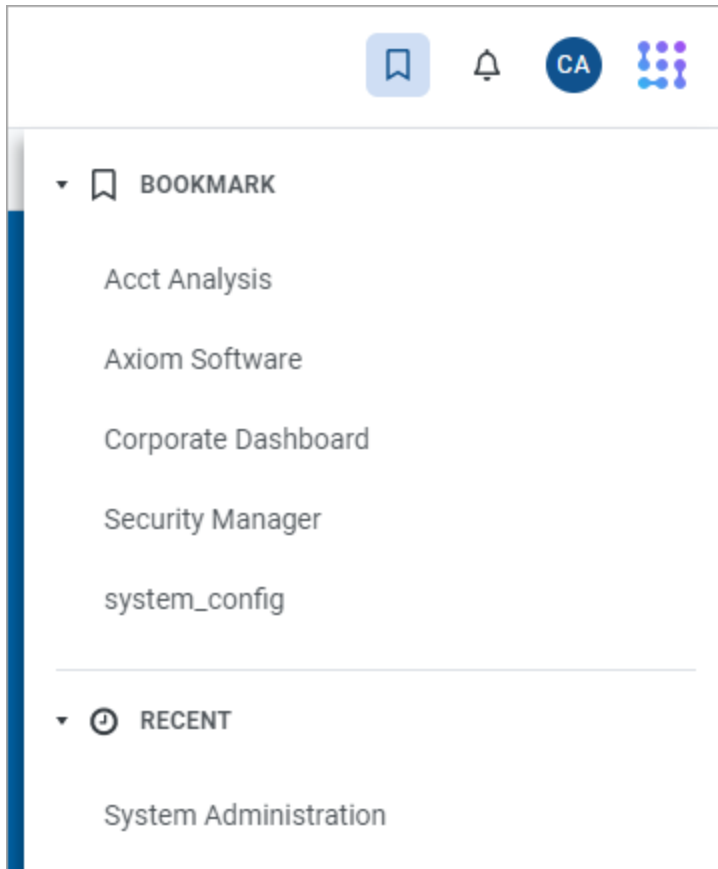 CA
BOOKMARK
Acct Analysis
Axiom Software
Corporate Dashboard
Security Manager
system_config
RECENT
System Administration